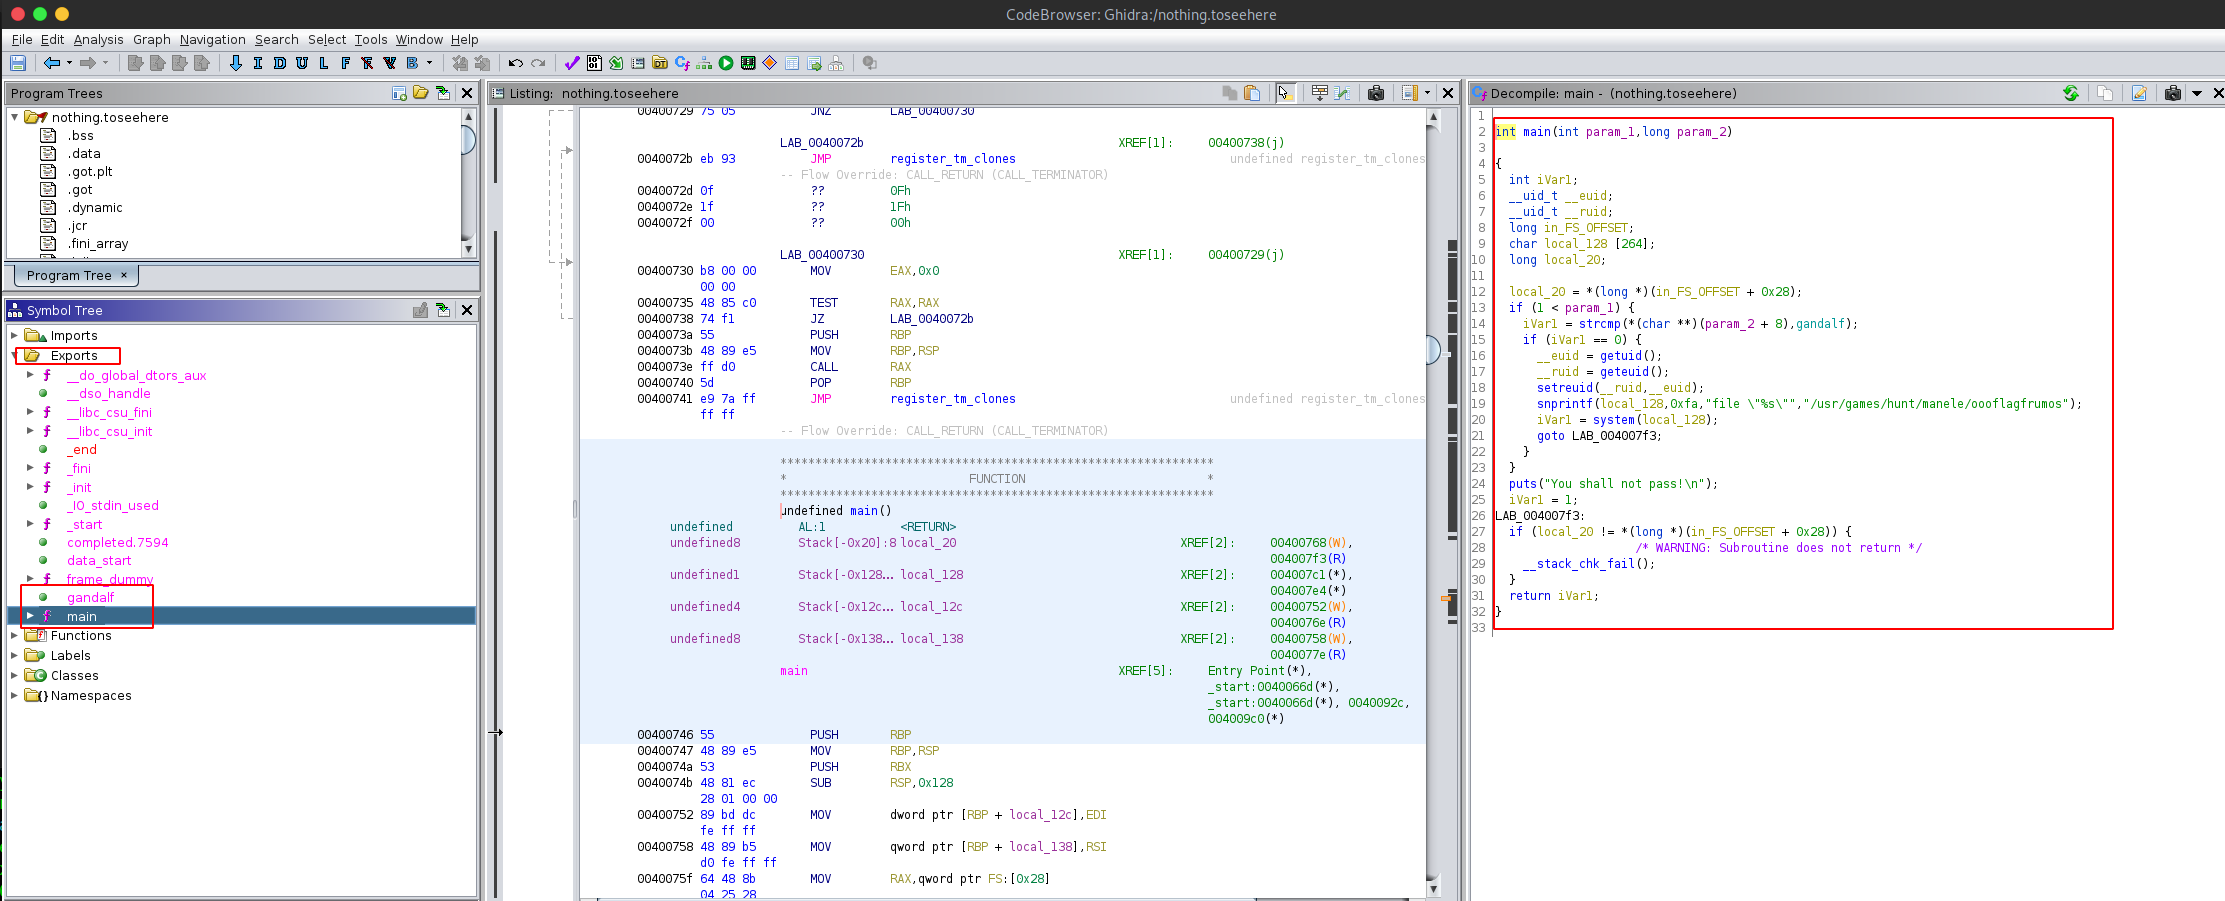 CodeBrowser: Ghidra:/nothing.toseehere
File Edit Analysis Graph Navigation Search Select Tools Window Help
I D U L F F V B
Program Trees
nothing.toseehere
.bss
.data
.got.plt
.got
.dynamic
.jcr
.fini_array
Program Tree ×
Symbol Tree
Imports
Exports
f __do_global_dtors_aux
__dso_handle
f __libc_csu_fini
f __libc_csu_init
_end
f _fini
f _init
_IO_stdin_used
f _start
completed.7594
data_start
f frame_dummy
gandalf
f main
Functions
Labels
Classes
Namespaces
Listing: nothing.toseehere
00400729 75 05 JNZ LAB_00400730
LAB_0040072b XREF[1]: 00400738(j)
0040072b eb 93 JMP register_tm_clones undefined register_tm_clones
-- Flow Override: CALL_RETURN (CALL_TERMINATOR)
0040072d 0f ?? 0Fh
0040072e 1f ?? 1Fh
0040072f 00 ?? 00h
LAB_00400730 XREF[1]: 00400729(j)
00400730 b8 00 00 MOV EAX,0x0
00 00
00400735 48 85 c0 TEST RAX,RAX
00400738 74 f1 JZ LAB_0040072b
0040073a 55 PUSH RBP
0040073b 48 89 e5 MOV RBP,RSP
0040073e ff d0 CALL RAX
00400740 5d POP RBP
00400741 e9 7a ff JMP register_tm_clones undefined register_tm_clones
ff ff
-- Flow Override: CALL_RETURN (CALL_TERMINATOR)
************************************************************
* FUNCTION *
************************************************************
undefined main()
undefined AL:1 <RETURN>
undefined8 Stack[-0x20]:8 local_20 XREF[2]: 00400768(W),
004007f3(R)
undefined1 Stack[-0x128... local_128 XREF[2]: 004007c1(*),
004007e4(*)
undefined4 Stack[-0x12c... local_12c XREF[2]: 00400752(W),
0040076e(R)
undefined8 Stack[-0x138... local_138 XREF[2]: 00400758(W),
0040077e(R)
main XREF[5]: Entry Point(*),
_start:0040066d(*),
_start:0040066d(*), 0040092c,
004009c0(*)
00400746 55 PUSH RBP
00400747 48 89 e5 MOV RBP,RSP
0040074a 53 PUSH RBX
0040074b 48 81 ec SUB RSP,0x128
28 01 00 00
00400752 89 bd dc MOV dword ptr [RBP + local_12c],EDI
fe ff ff
00400758 48 89 b5 MOV qword ptr [RBP + local_138],RSI
d0 fe ff ff
0040075f 64 48 8b MOV RAX,qword ptr FS:[0x28]
04 25 28
Decompile: main - (nothing.toseehere)
1
2 int main(int param_1,long param_2)
3
4 {
5 int iVar1;
6 __uid_t __euid;
7 __uid_t __ruid;
8 long in_FS_OFFSET;
9 char local_128 [264];
10 long local_20;
11
12 local_20 = *(long *)(in_FS_OFFSET + 0x28);
13 if (1 < param_1) {
14 iVar1 = strcmp(*(char **)(param_2 + 8),gandalf);
15 if (iVar1 == 0) {
16 __euid = getuid();
17 __ruid = geteuid();
18 setreuid(__ruid,__euid);
19 snprintf(local_128,0xfa,"file \"%s\"","/usr/games/hunt/manele/oooflagfrumos");
20 iVar1 = system(local_128);
21 goto LAB_004007f3;
22 }
23 }
24 puts("You shall not pass!\n");
25 iVar1 = 1;
26 LAB_004007f3:
27 if (local_20 != *(long *)(in_FS_OFFSET + 0x28)) {
28 /* WARNING: Subroutine does not return */
29 __stack_chk_fail();
30 }
31 return iVar1;
32 }
33